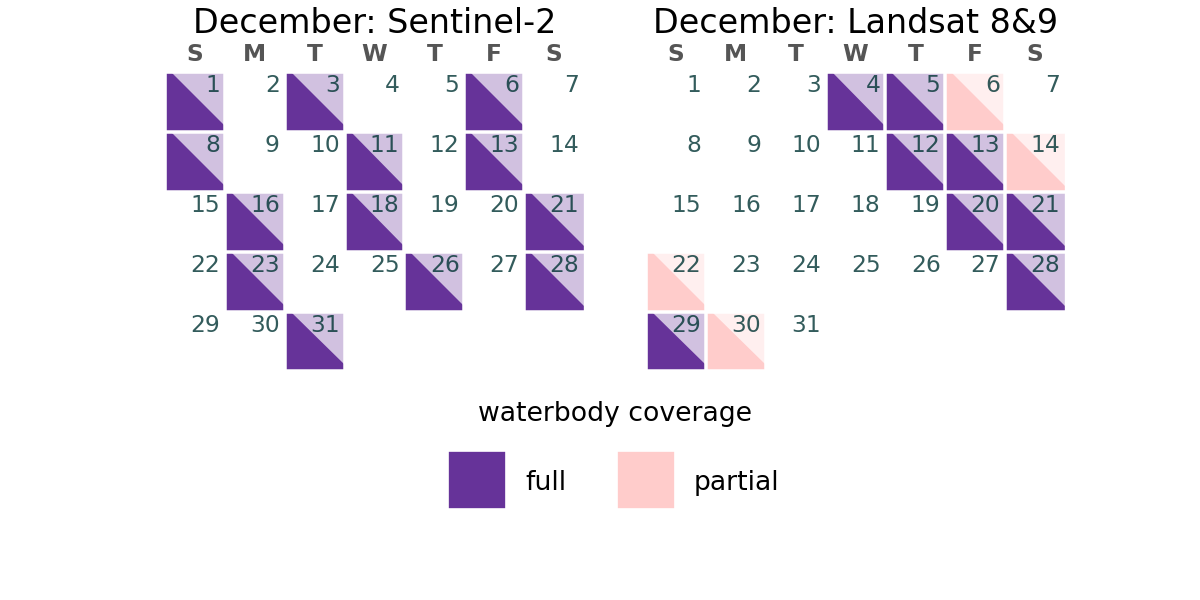 December: Sentinel-2
S M T W T F S
1 2 3 4 5 6 7
8 9 10 11 12 13 14
15 16 17 18 19 20 21
22 23 24 25 26 27 28
29 30 31
December: Landsat 8&9
S M T W T F S
1 2 3 4 5 6 7
8 9 10 11 12 13 14
15 16 17 18 19 20 21
22 23 24 25 26 27 28
29 30 31
waterbody coverage
full partial